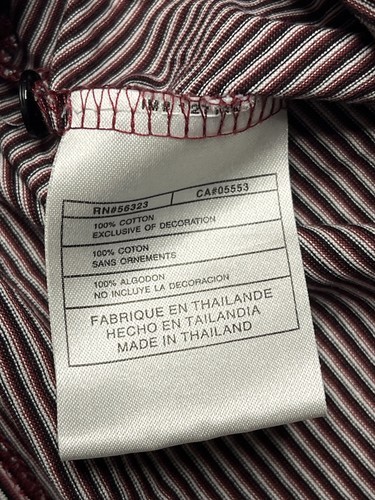 RN#56323 CA#05553
100% COTTON
EXCLUSIVE OF DECORATION
100% COTON
SANS ORNEMENTS
100% ALGODON
NO INCLUYE LA DECORACION
FABRIQUE EN THAILANDE
HECHO EN TAILANDIA
MADE IN THAILAND